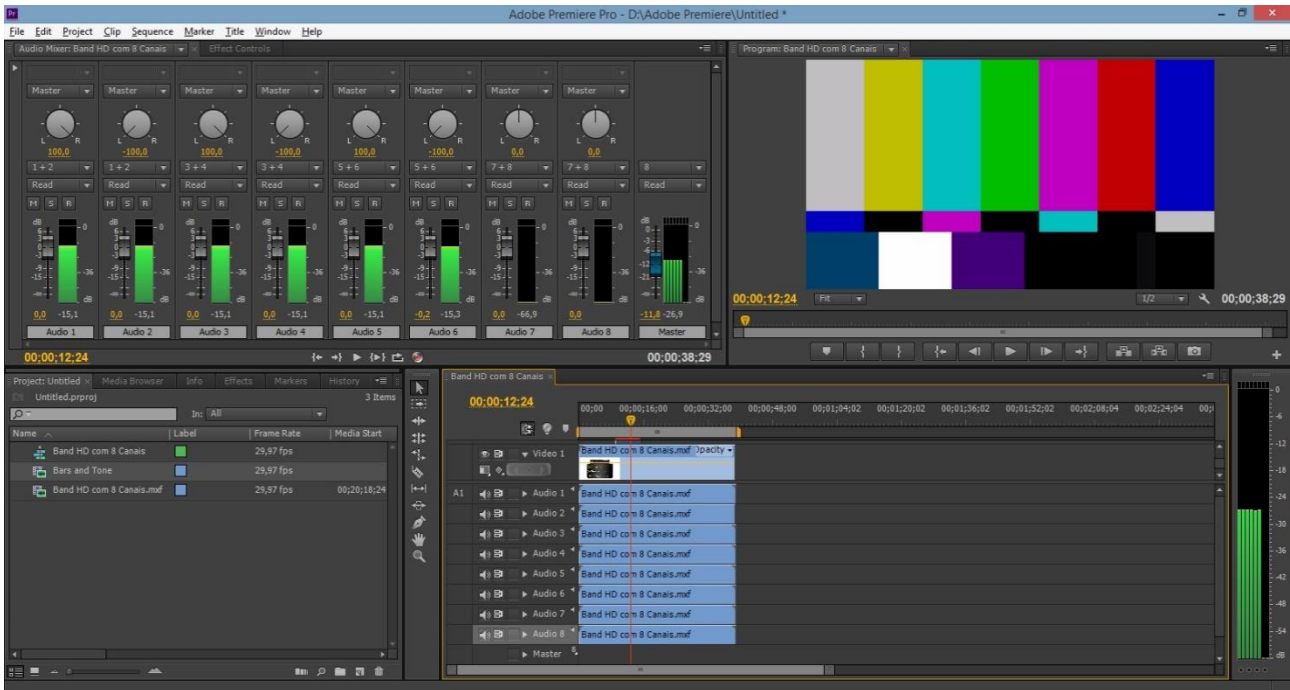 Pr Adobe Premiere Pro - D:\Adobe Premiere\Untitled *
File Edit Project Clip Sequence Marker Title Window Help
Audio Mixer: Band HD com 8 Canais Effect Controls
Master Master Master Master Master Master Master Master
L R L R L R L R L R L R L R L R
100,0 -100,0 100,0 -100,0 100,0 -100,0 0,0 0,0
1+2 1+2 3+4 3+4 5+6 5+6 7+8 7+8 8
Read Read Read Read Read Read Read Read Read
M S R M S R M S R M S R M S R M S R M S R M S R
0,0 -15,1 0,0 -15,1 0,0 -15,1 0,0 -15,1 0,0 -15,1 -0,2 -15,3 0,0 -66,9 0,0 -11,8 -26,9
Audio 1 Audio 2 Audio 3 Audio 4 Audio 5 Audio 6 Audio 7 Audio 8 Master
00;00;12;24 00;00;38;29
Program: Band HD com 8 Canais
00;00;12;24 Fit 1/2 00;00;38;29
Project: Untitled Media Browser Info Effects Markers History
Untitled.prproj 3 Items
In: All
Name Label Frame Rate Media Start
Band HD com 8 Canais 29,97 fps
Bars and Tone 29,97 fps
Band HD com 8 Canais.mxf 29,97 fps 00;20;18;24
Band HD com 8 Canais
00;00;12;24
00;00 00;00;16;00 00;00;32;00 00;00;48;00 00;01;04;02 00;01;20;02 00;01;36;02 00;01;52;02 00;02;08;04 00;02;24;04
Video 1 Band HD com 8 Canais.mxf Opacity
A1 Audio 1 Band HD com 8 Canais.mxf
Audio 2 Band HD com 8 Canais.mxf
Audio 3 Band HD com 8 Canais.mxf
Audio 4 Band HD com 8 Canais.mxf
Audio 5 Band HD com 8 Canais.mxf
Audio 6 Band HD com 8 Canais.mxf
Audio 7 Band HD com 8 Canais.mxf
Audio 8 Band HD com 8 Canais.mxf
Master
0
-6
-12
-18
-24
-30
-36
-42
-48
-54
dB